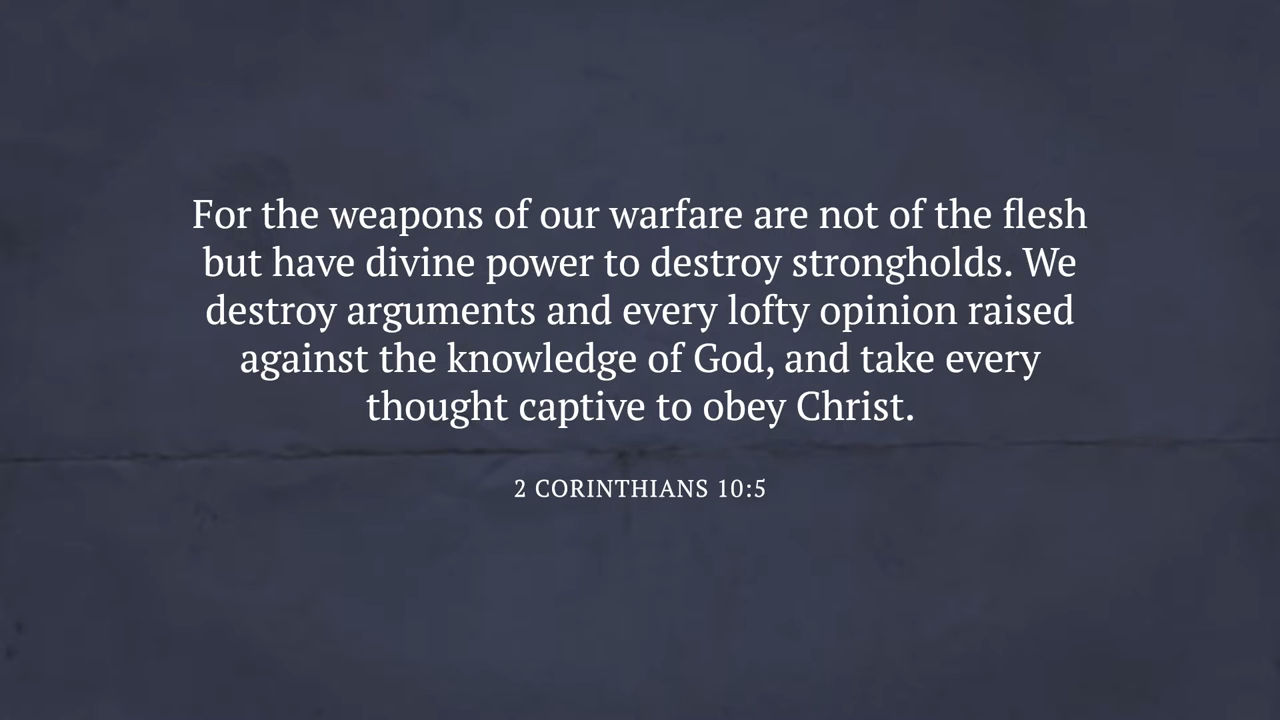 For the weapons of our warfare are not of the flesh
but have divine power to destroy strongholds. We
destroy arguments and every lofty opinion raised
against the knowledge of God, and take every
thought captive to obey Christ.
2 CORINTHIANS 10:5